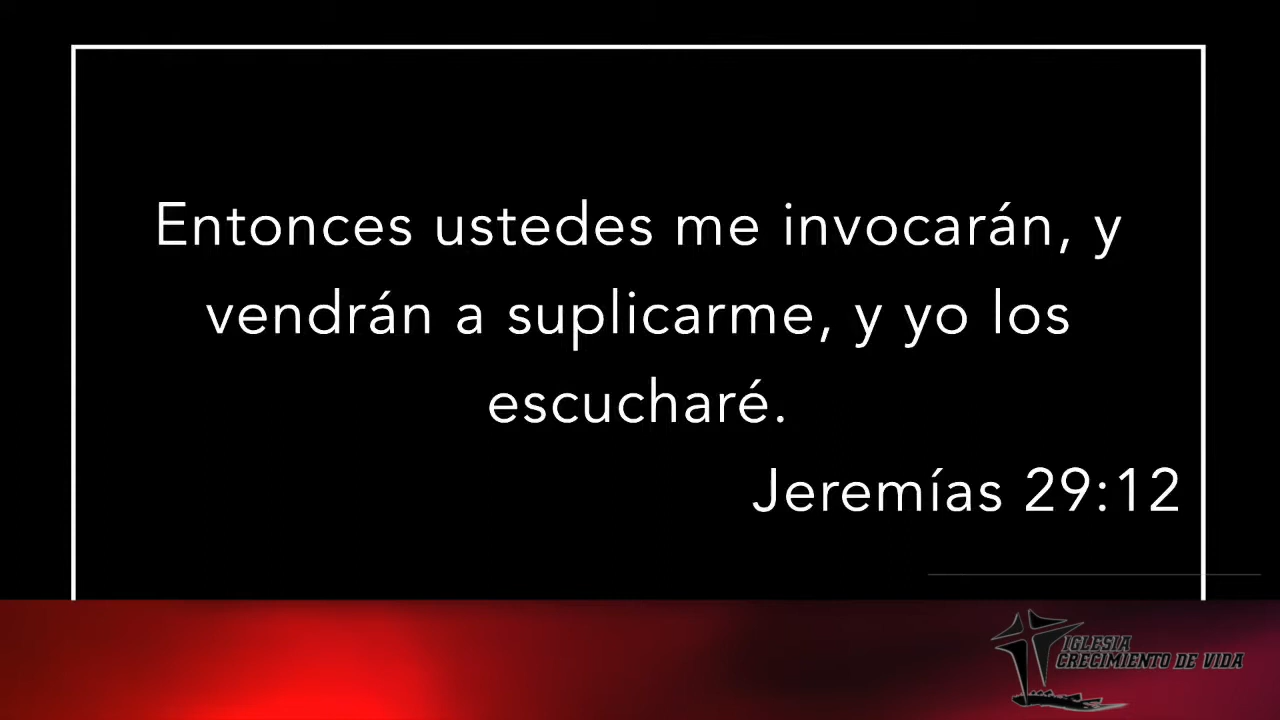 Entonces ustedes me invocarán, y
vendrán a suplicarme, y yo los
escucharé.
Jeremías 29:12
IGLESIA
CRECIMIENTO DE VIDA